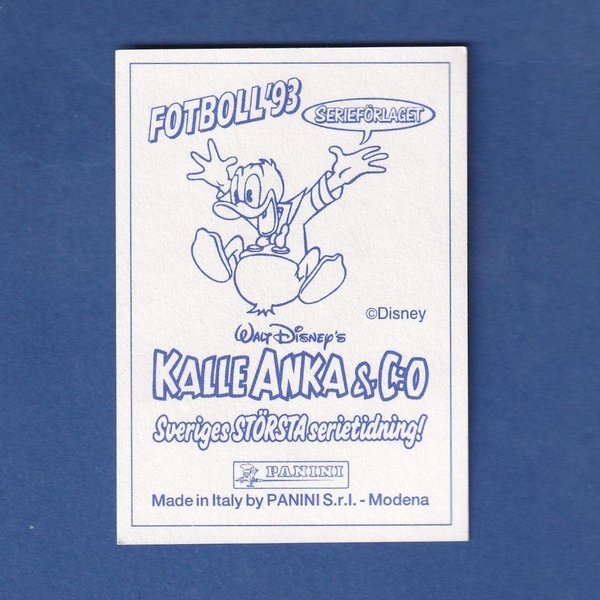 FOTBOLL '93
SERIEFÖRLAGET
©Disney
WALT DISNEY'S
KALLE ANKA & C:O
Sveriges STÖRSTA serietidning!
PANINI
Made in Italy by PANINI S.r.l. - Modena